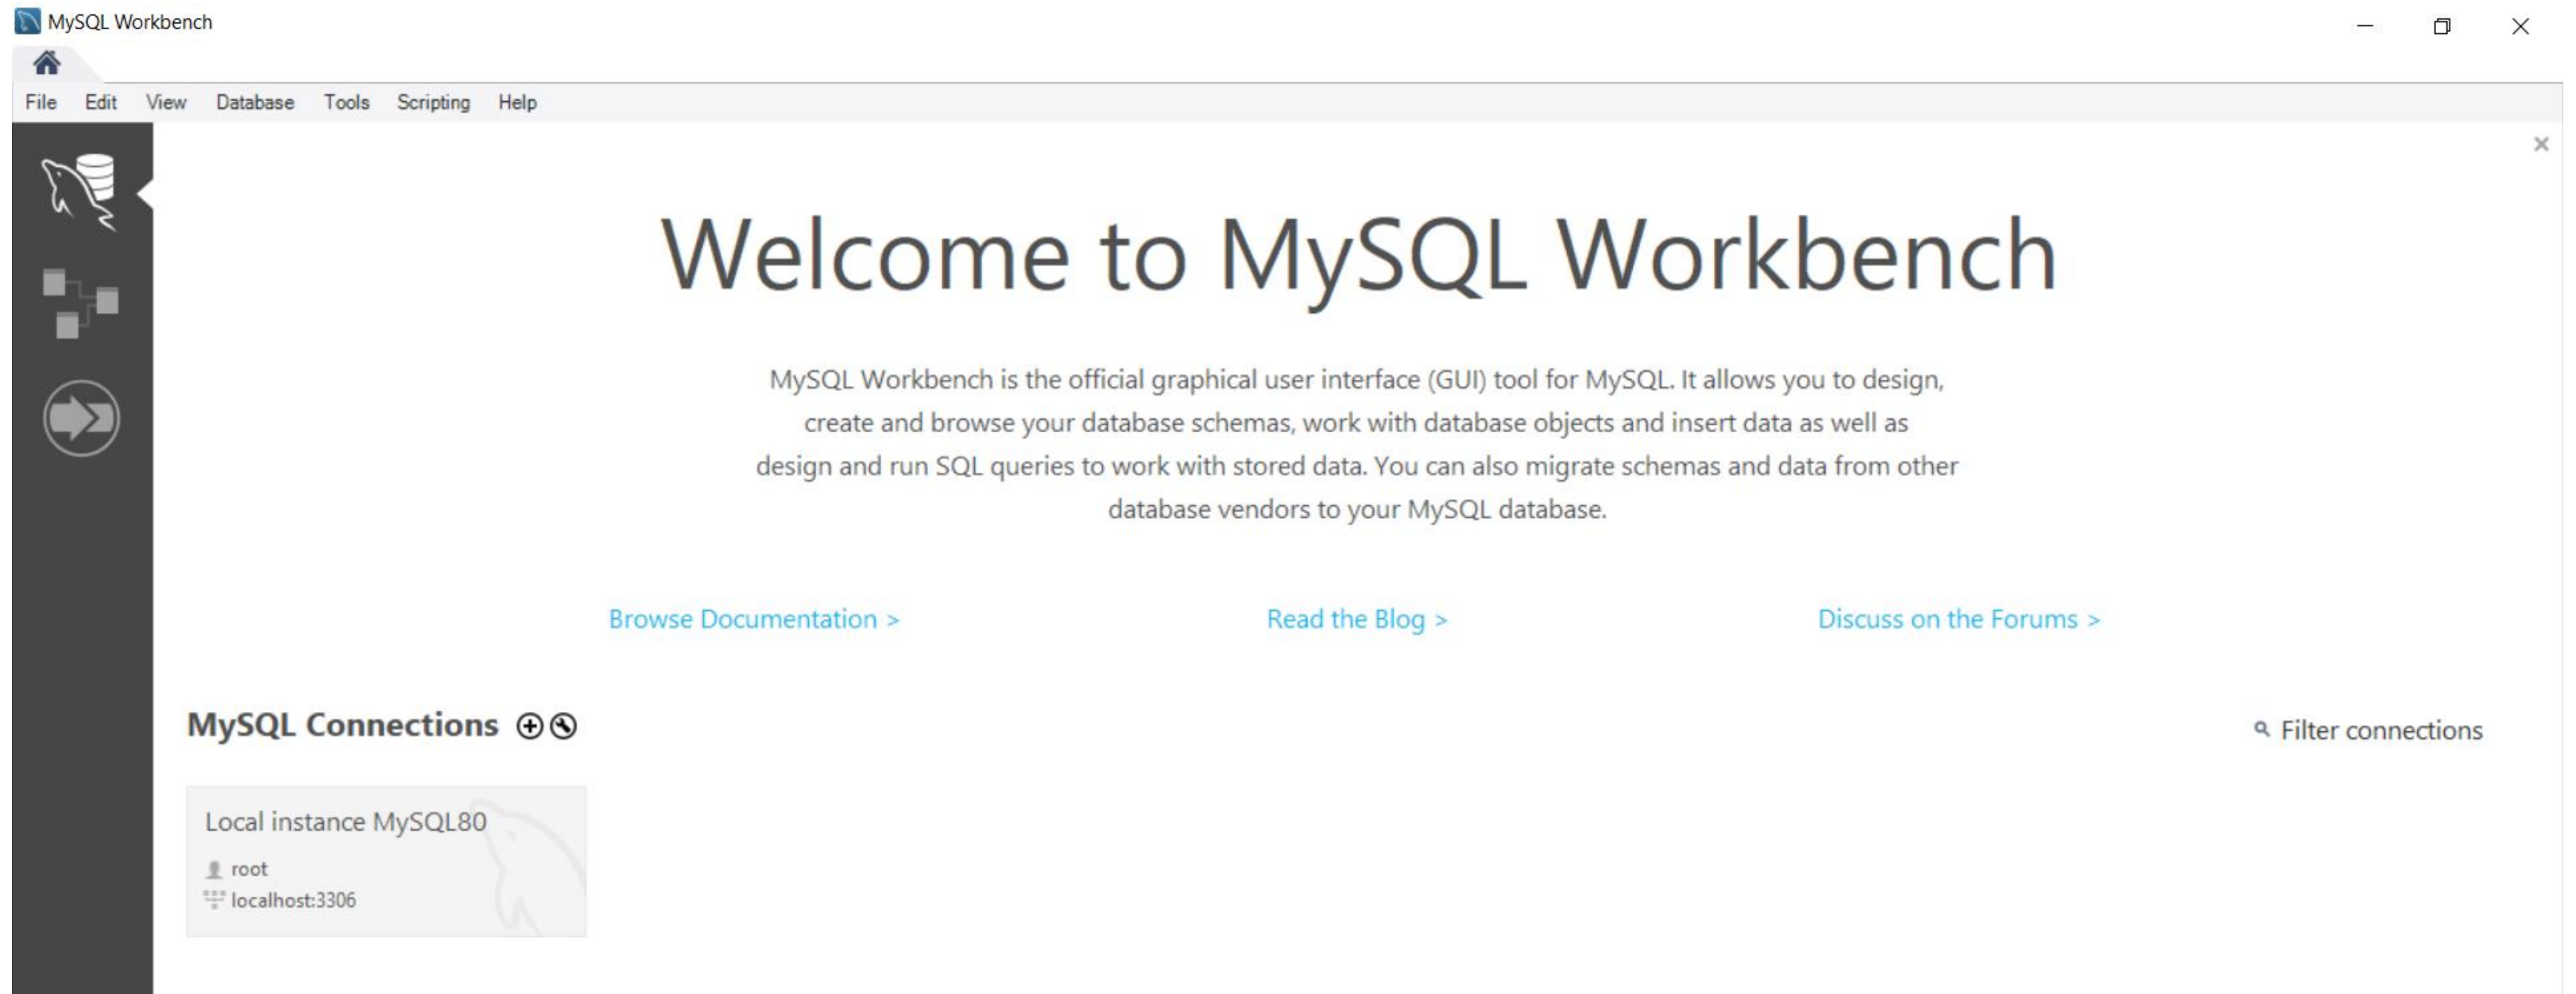 MySQL Workbench
File Edit View Database Tools Scripting Help
Welcome to MySQL Workbench
MySQL Workbench is the official graphical user interface (GUI) tool for MySQL. It allows you to design,
create and browse your database schemas, work with database objects and insert data as well as
design and run SQL queries to work with stored data. You can also migrate schemas and data from other
database vendors to your MySQL database.
Browse Documentation > Read the Blog > Discuss on the Forums >
MySQL Connections Filter connections
Local instance MySQL80
root
localhost:3306